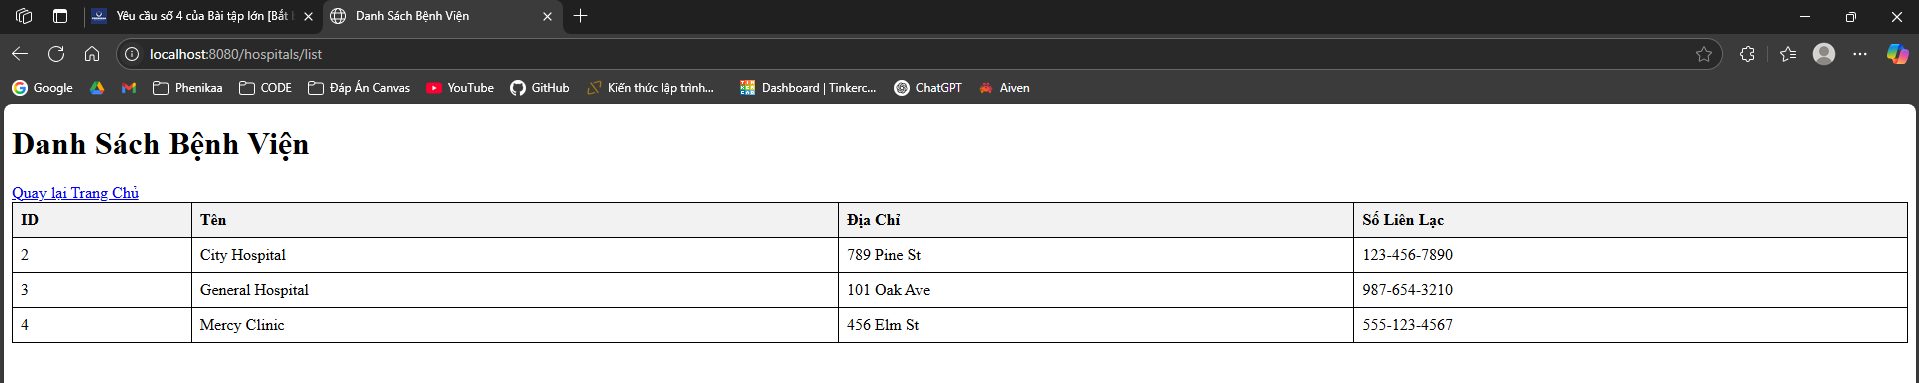 Yêu cầu số 4 của Bài tập lớn [Bắt
Danh Sách Bệnh Viện
localhost:8080/hospitals/list
Google Phenikaa CODE Đáp Án Canvas YouTube GitHub Kiến thức lập trình... Dashboard | Tinkerc... ChatGPT Aiven
Danh Sách Bệnh Viện
Quay lại Trang Chủ
ID Tên Địa Chỉ Số Liên Lạc
2 City Hospital 789 Pine St 123-456-7890
3 General Hospital 101 Oak Ave 987-654-3210
4 Mercy Clinic 456 Elm St 555-123-4567